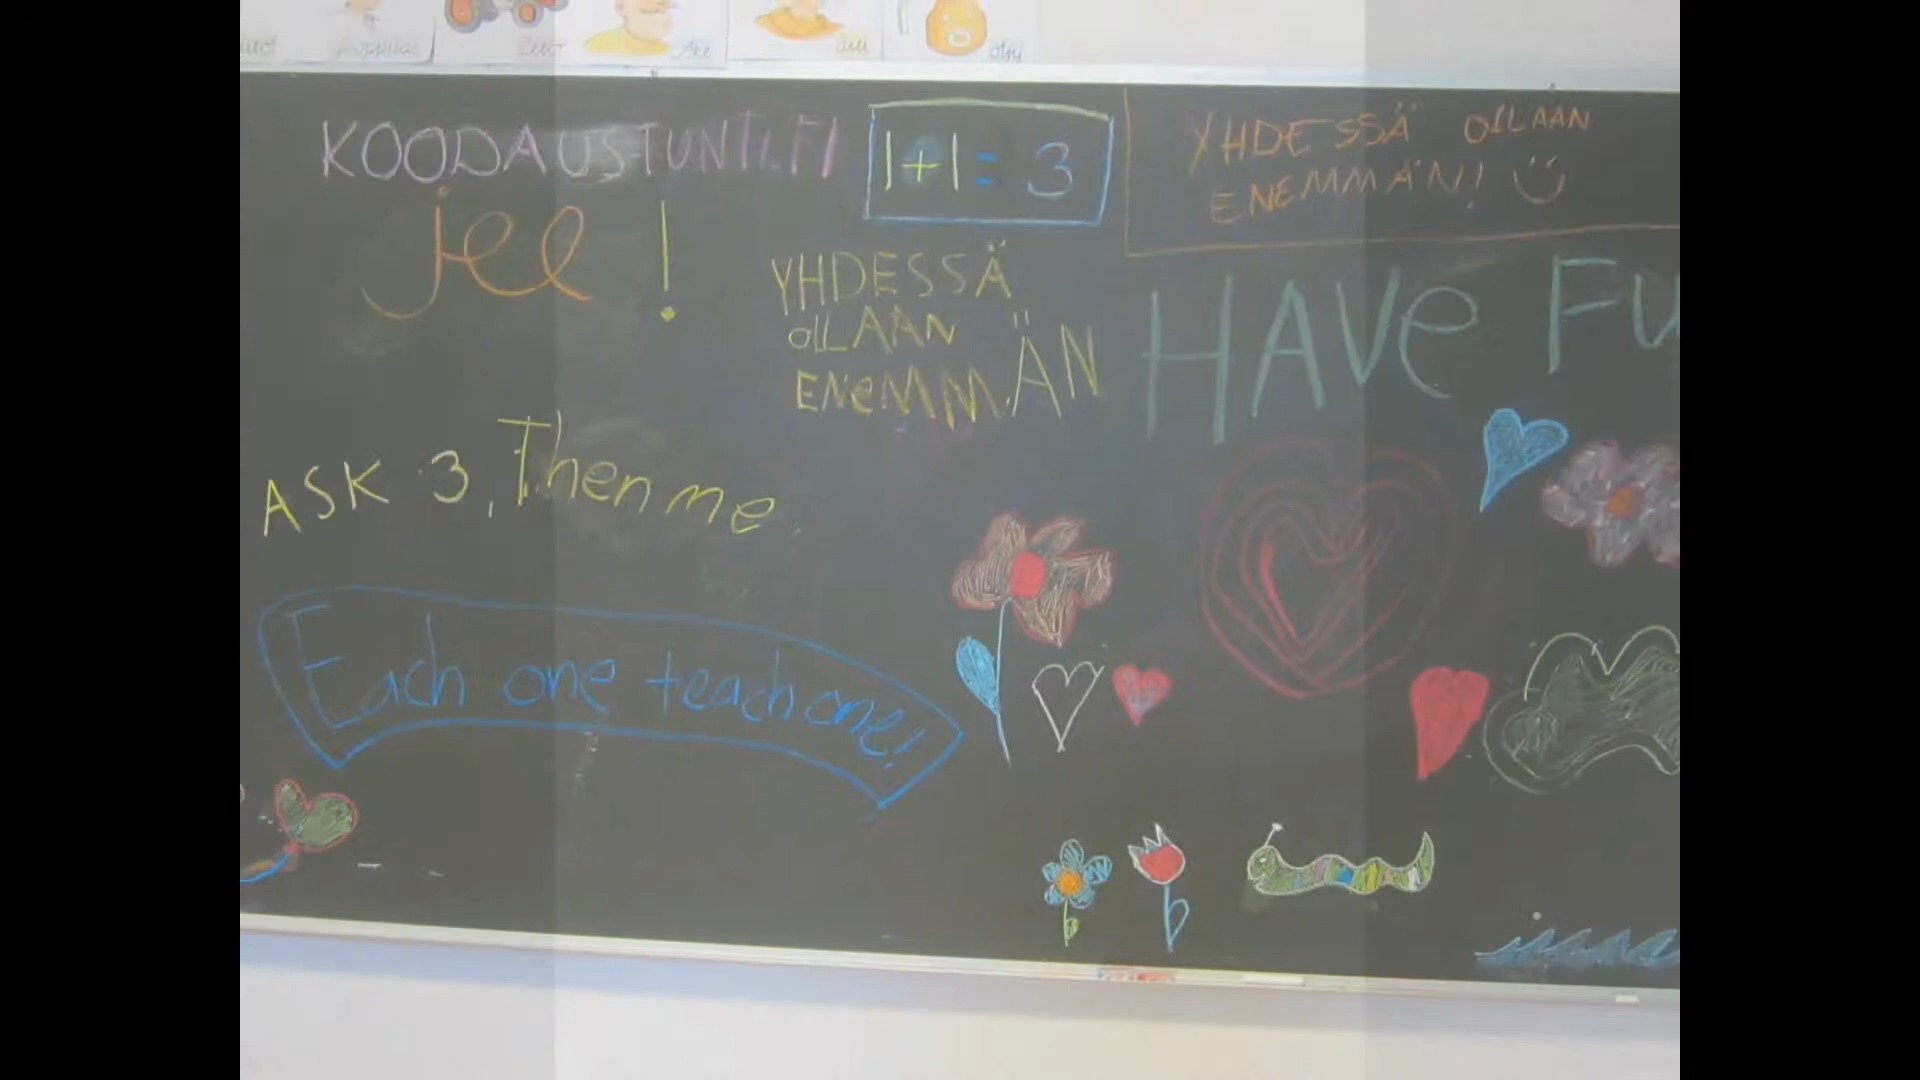 KOODAUSTUNTI.FI
jee !
1+1 = 3
YHDESSÄ OLLAAN
ENEMMÄN!
YHDESSÄ
OLLAAN
ENEMMÄN
HAVE FU
ASK 3, Then me
Each one teach one!